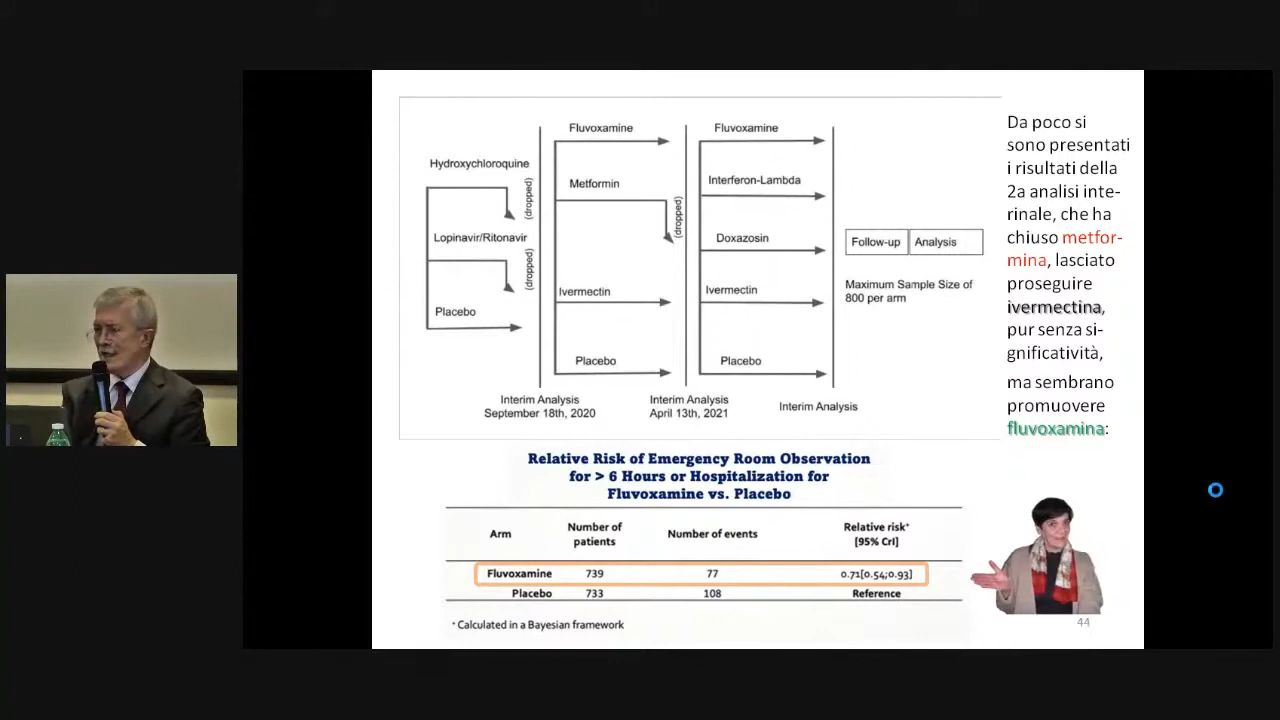 Fluvoxamine
Fluvoxamine
Hydroxychloroquine
(dropped)
Metformin
(dropped)
Interferon-Lambda
Lopinavir/Ritonavir
(dropped)
Doxazosin
Follow-up
Analysis
Ivermectin
Ivermectin
Maximum Sample Size of
800 per arm
Placebo
Placebo
Placebo
Interim Analysis
September 18th, 2020
Interim Analysis
April 13th, 2021
Interim Analysis
Da poco si
sono presentati
i risultati della
2a analisi inte-
rinale, che ha
chiuso metfor-
mina, lasciato
proseguire
ivermectina,
pur senza si-
gnificatività,
ma sembrano
promuovere
fluvoxamina:
Relative Risk of Emergency Room Observation
for > 6 Hours or Hospitalization for
Fluvoxamine vs. Placebo
Arm Number of patients Number of events Relative risk⁺ [95% CrI]
Fluvoxamine 739 77 0.71[0.54;0.93]
Placebo 733 108 Reference
⁺ Calculated in a Bayesian framework
44